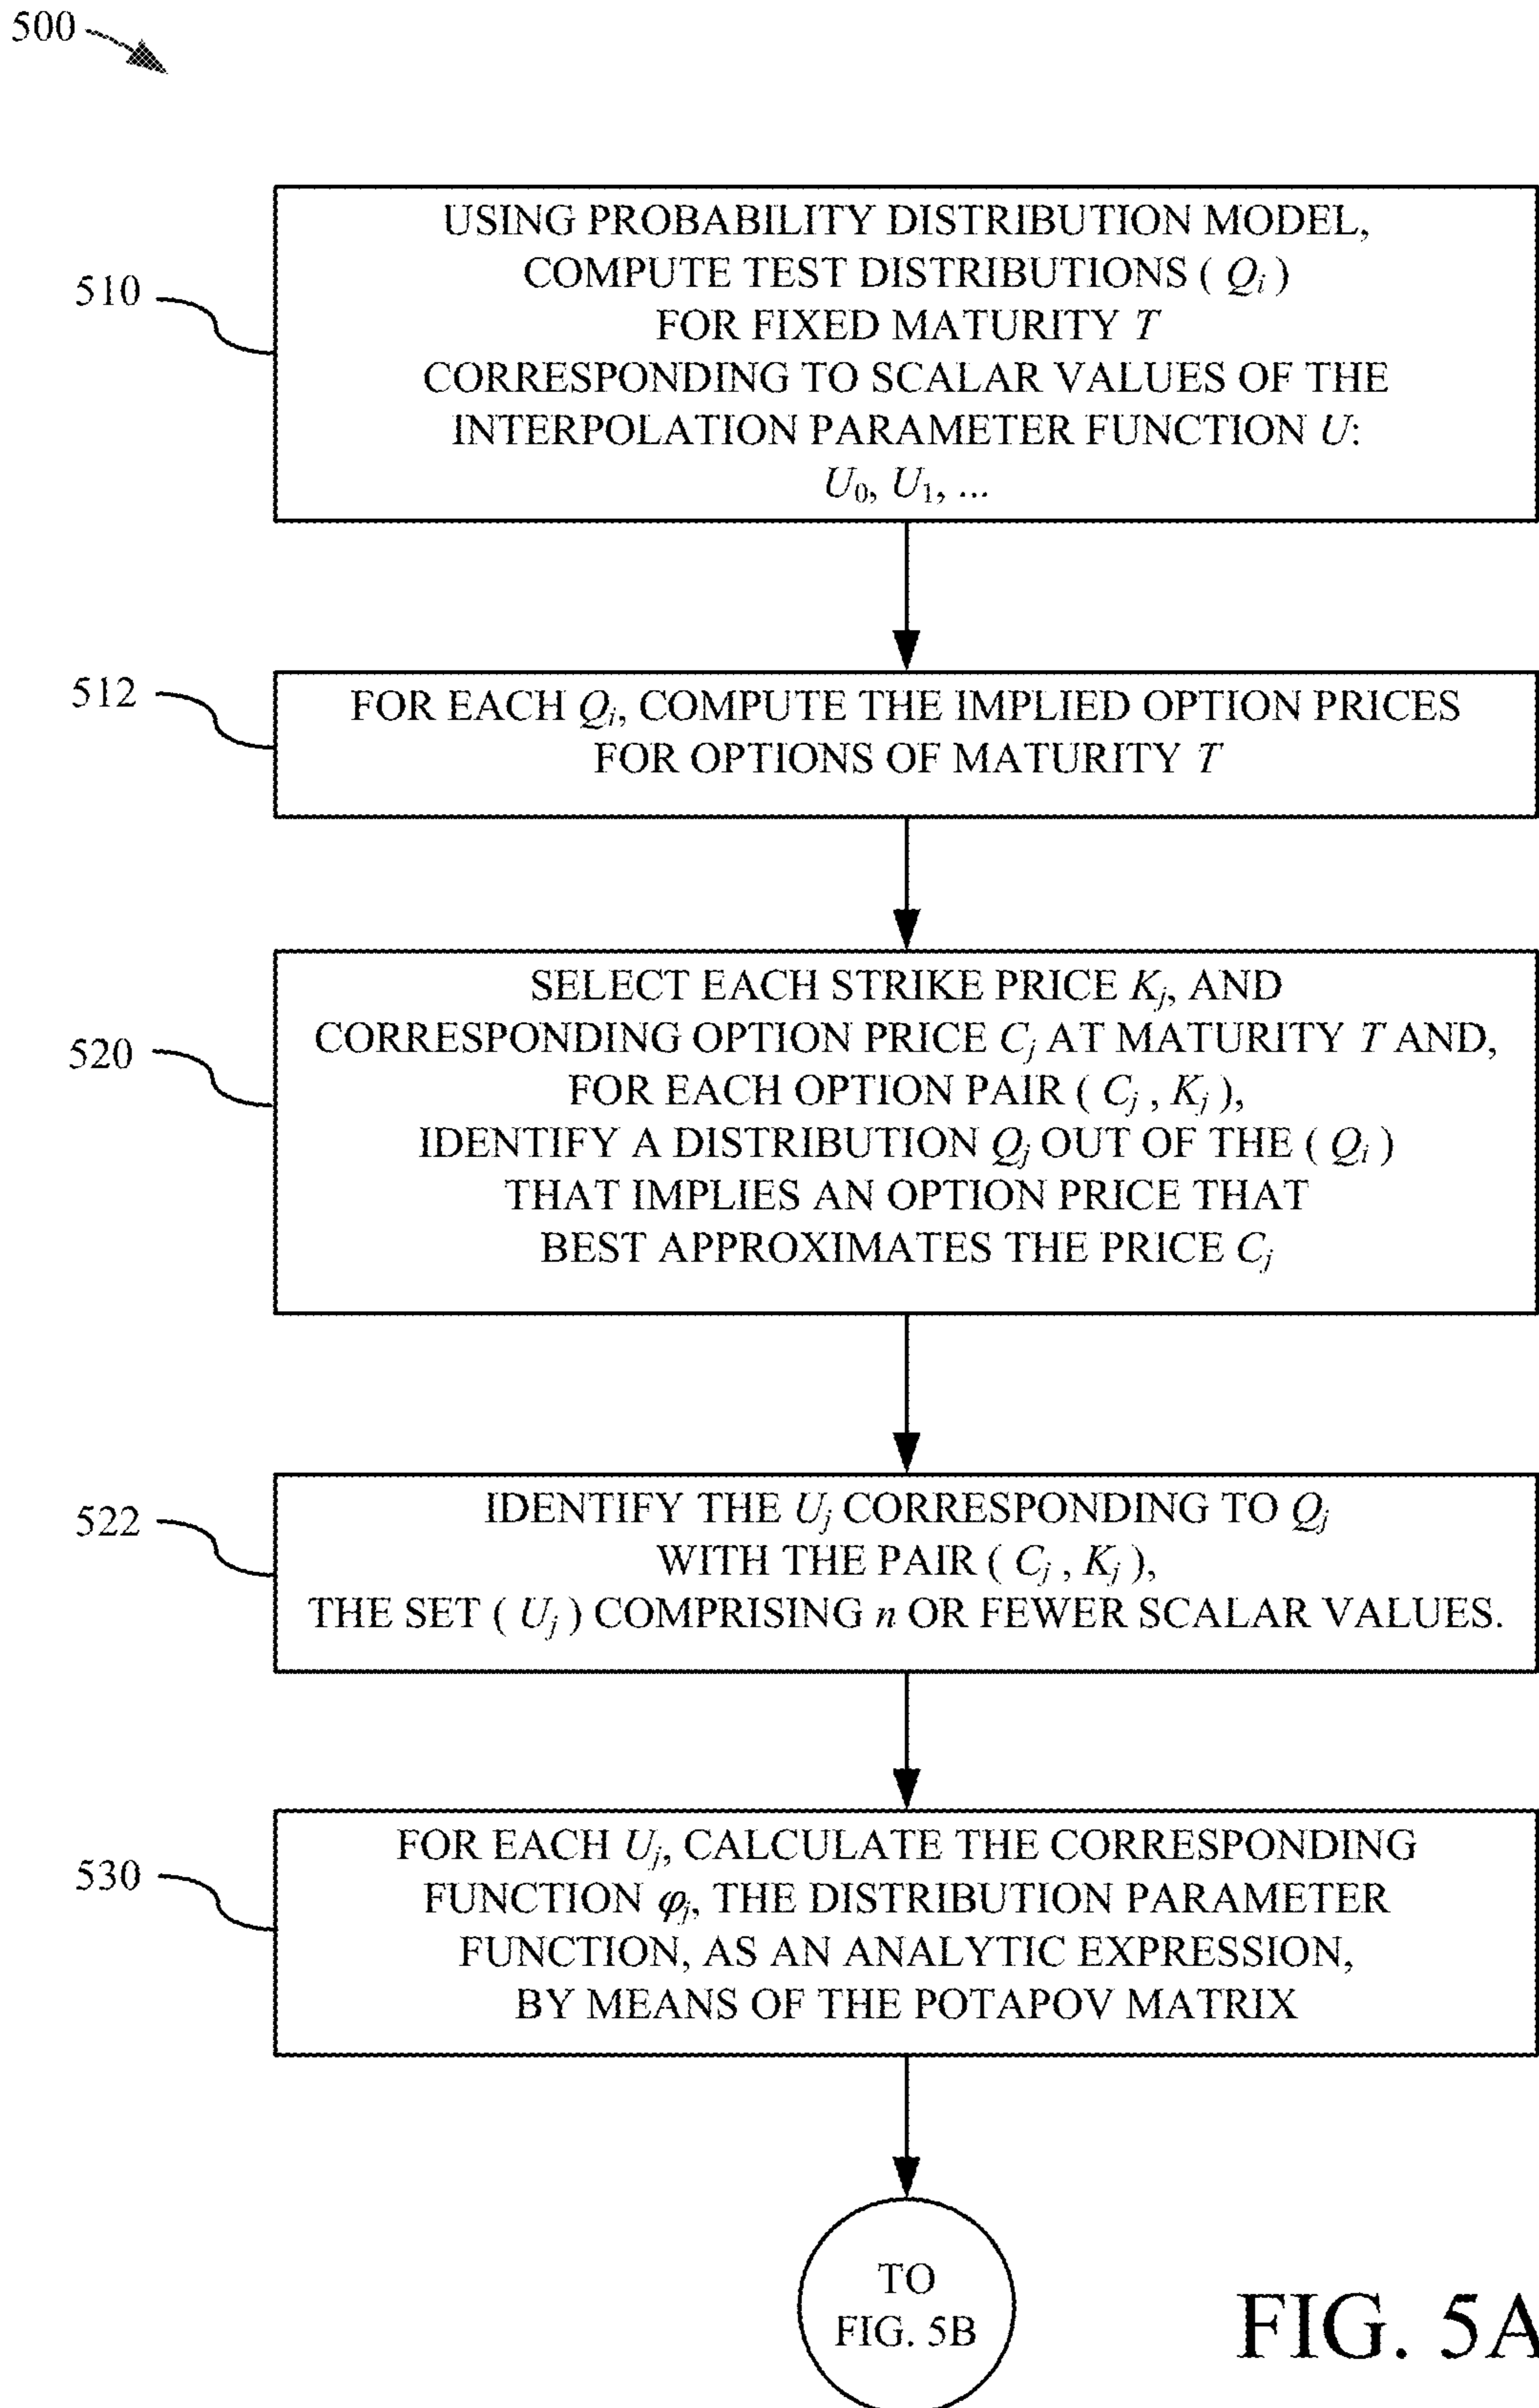 500
510
USING PROBABILITY DISTRIBUTION MODEL,
COMPUTE TEST DISTRIBUTIONS ( Qᵢ )
FOR FIXED MATURITY T
CORRESPONDING TO SCALAR VALUES OF THE
INTERPOLATION PARAMETER FUNCTION U:
U₀, U₁, ...
512
FOR EACH Qᵢ, COMPUTE THE IMPLIED OPTION PRICES
FOR OPTIONS OF MATURITY T
520
SELECT EACH STRIKE PRICE Kⱼ, AND
CORRESPONDING OPTION PRICE Cⱼ AT MATURITY T AND,
FOR EACH OPTION PAIR ( Cⱼ , Kⱼ ),
IDENTIFY A DISTRIBUTION Qⱼ OUT OF THE ( Qᵢ )
THAT IMPLIES AN OPTION PRICE THAT
BEST APPROXIMATES THE PRICE Cⱼ
522
IDENTIFY THE Uⱼ CORRESPONDING TO Qⱼ
WITH THE PAIR ( Cⱼ , Kⱼ ),
THE SET ( Uⱼ ) COMPRISING n OR FEWER SCALAR VALUES.
530
FOR EACH Uⱼ, CALCULATE THE CORRESPONDING
FUNCTION φⱼ, THE DISTRIBUTION PARAMETER
FUNCTION, AS AN ANALYTIC EXPRESSION,
BY MEANS OF THE POTAPOV MATRIX
TO
FIG. 5B
FIG. 5A